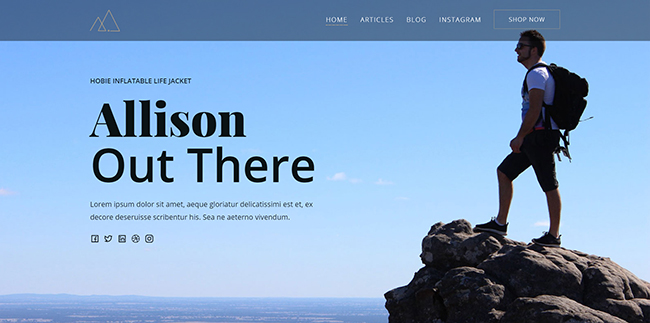 HOME ARTICLES BLOG INSTAGRAM SHOP NOW
HOBIE INFLATABLE LIFE JACKET
Allison
Out There
Lorem ipsum dolor sit amet, aeque gloriatur delicatissimi est et, ex
decore deseruisse scribentur his. Sea ne aeterno vivendum.